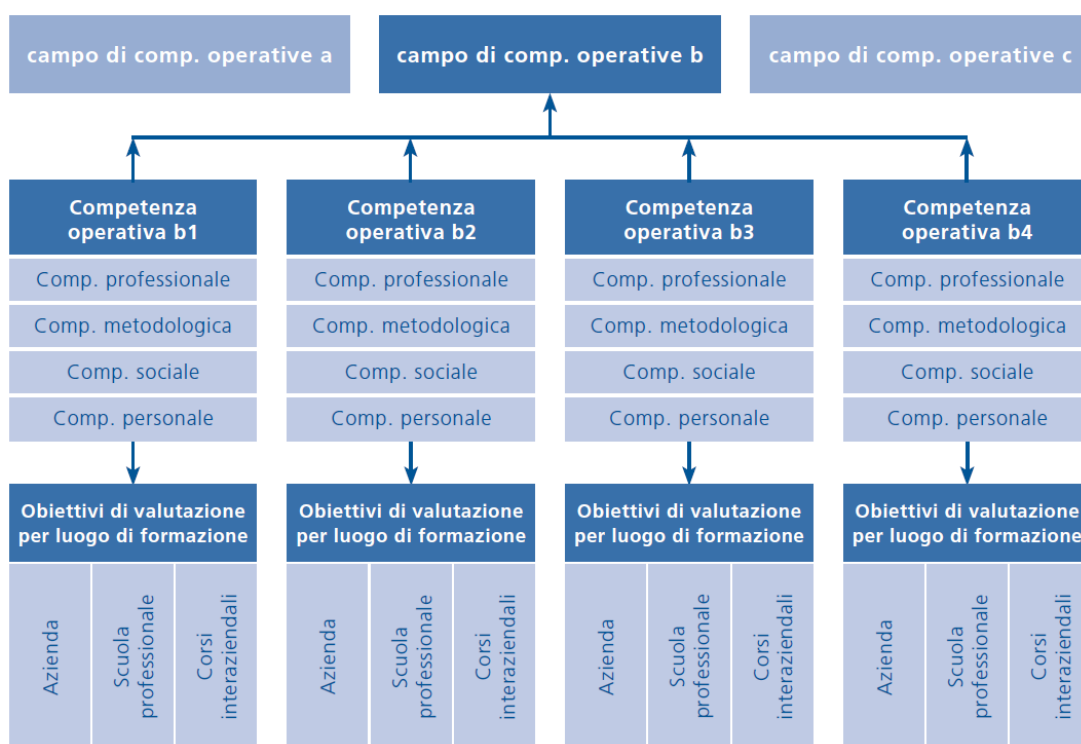 campo di comp. operative a
campo di comp. operative b
campo di comp. operative c
Competenza
operativa b1
Comp. professionale
Comp. metodologica
Comp. sociale
Comp. personale
Obiettivi di valutazione
per luogo di formazione
Azienda
Scuola
professionale
Corsi
interaziendali
Competenza
operativa b2
Comp. professionale
Comp. metodologica
Comp. sociale
Comp. personale
Obiettivi di valutazione
per luogo di formazione
Azienda
Scuola
professionale
Corsi
interaziendali
Competenza
operativa b3
Comp. professionale
Comp. metodologica
Comp. sociale
Comp. personale
Obiettivi di valutazione
per luogo di formazione
Azienda
Scuola
professionale
Corsi
interaziendali
Competenza
operativa b4
Comp. professionale
Comp. metodologica
Comp. sociale
Comp. personale
Obiettivi di valutazione
per luogo di formazione
Azienda
Scuola
professionale
Corsi
interaziendali